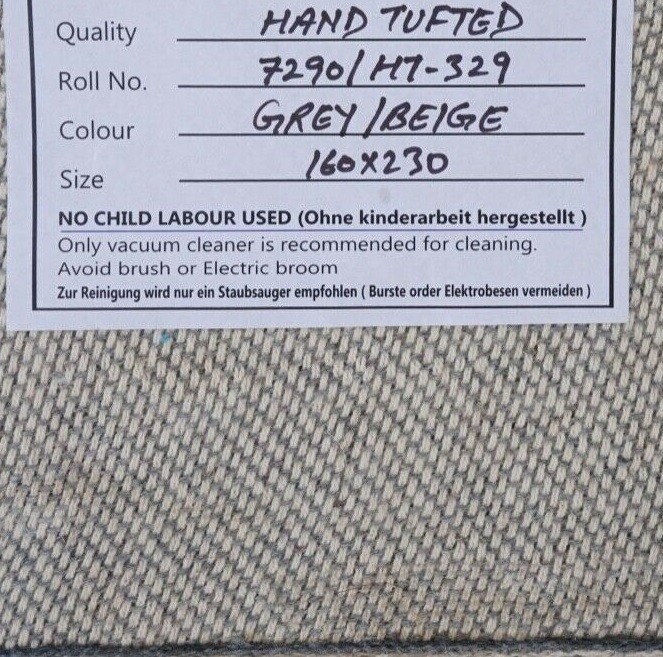 Quality HAND TUFTED
Roll No. 7290/HT-329
Colour GREY/BEIGE
Size 160X230
NO CHILD LABOUR USED (Ohne kinderarbeit hergestellt )
Only vacuum cleaner is recommended for cleaning.
Avoid brush or Electric broom
Zur Reinigung wird nur ein Staubsauger empfohlen ( Burste order Elektrobesen vermeiden )